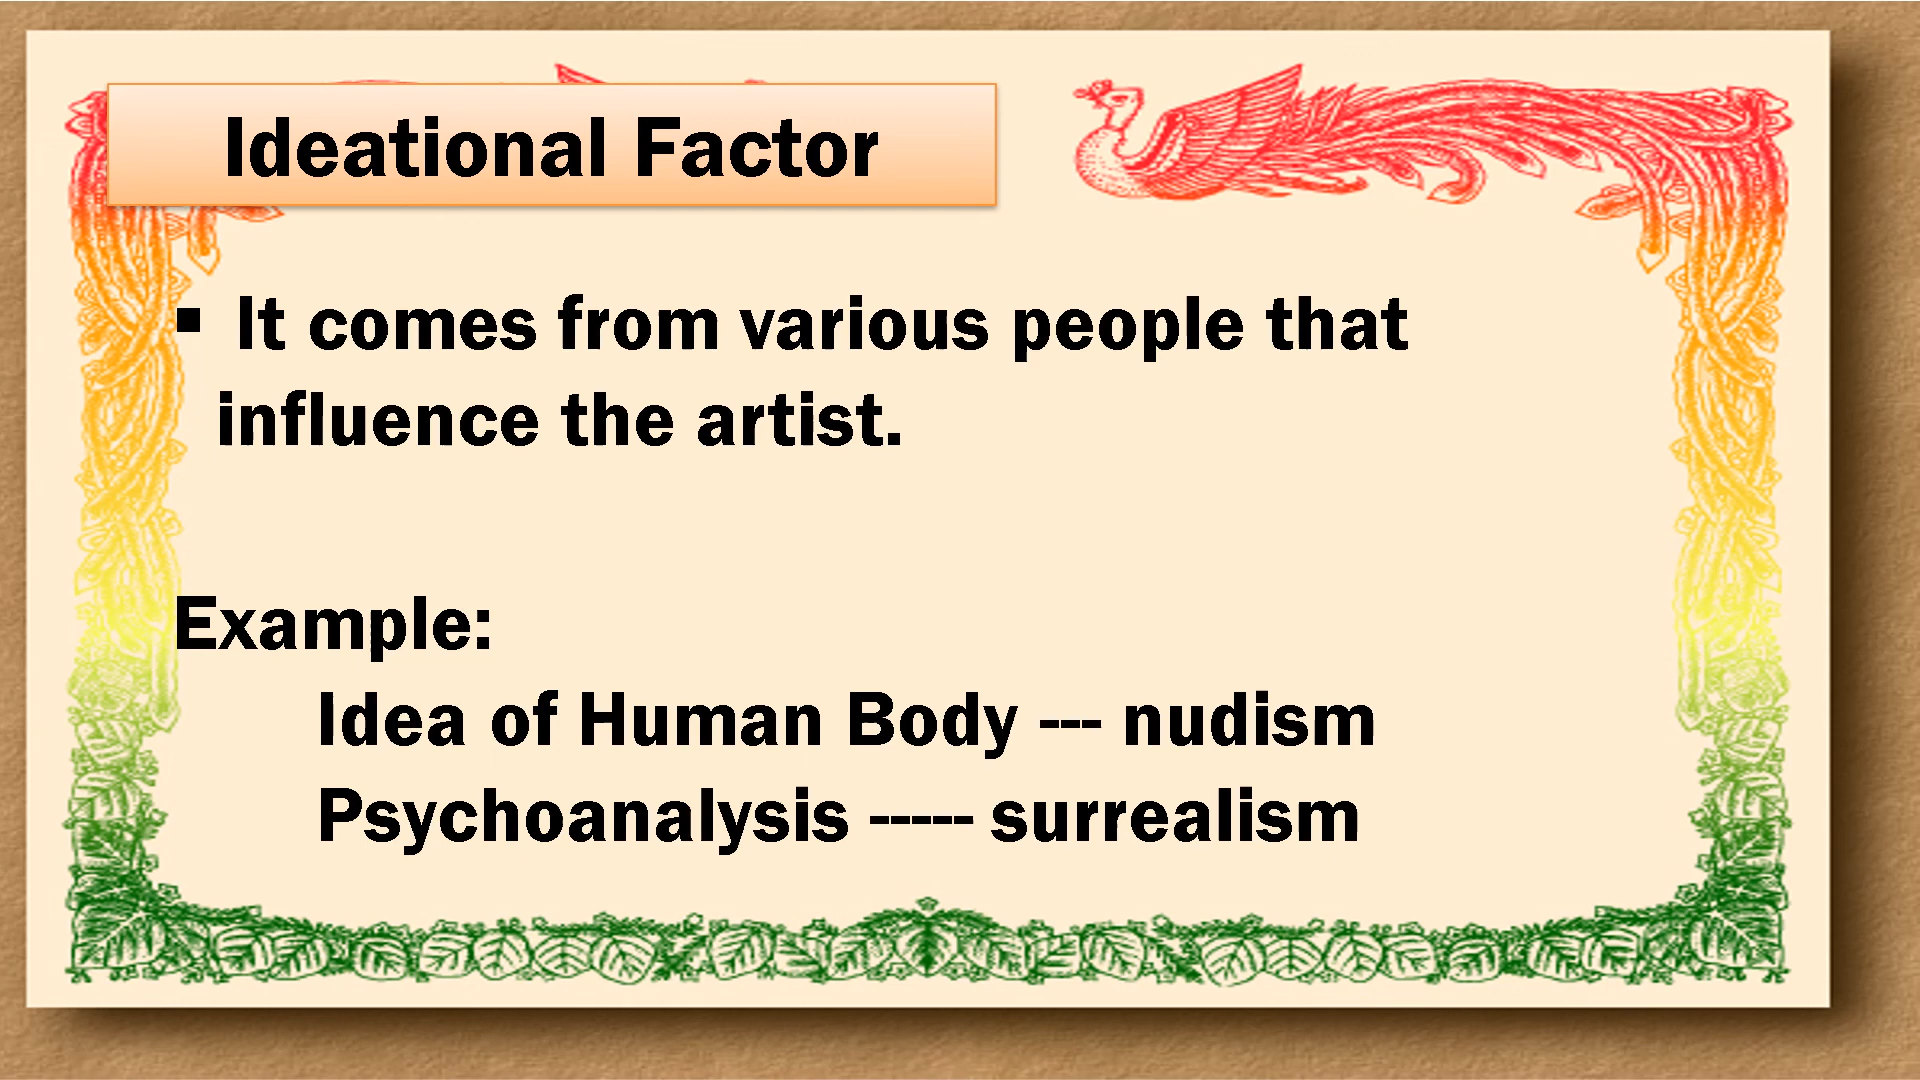 Ideational Factor
▪ It comes from various people that
influence the artist.
Example:
Idea of Human Body --- nudism
Psychoanalysis ----- surrealism